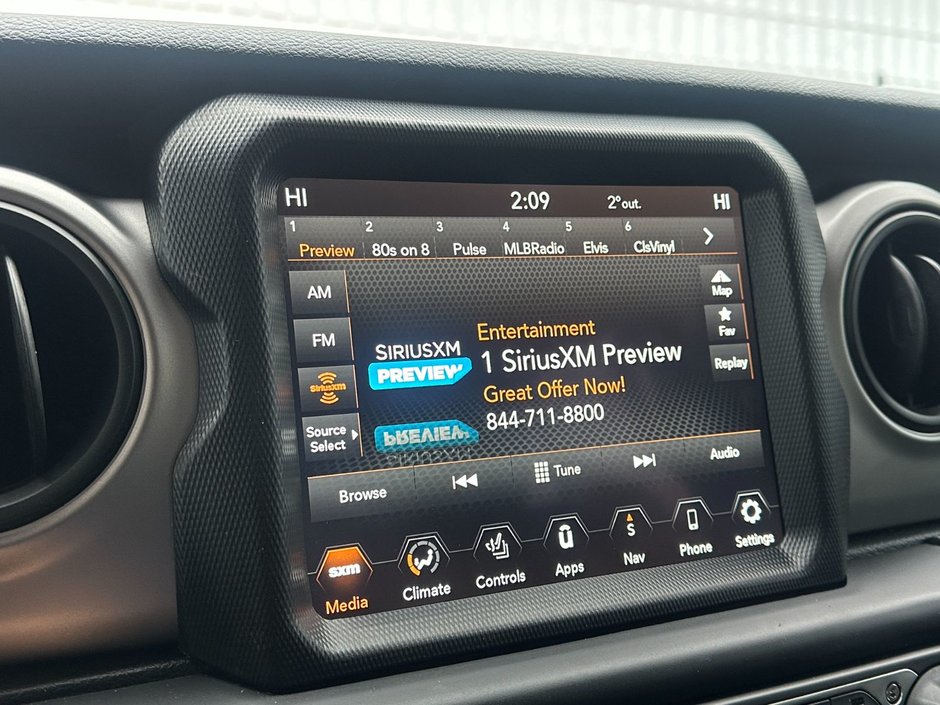 HI 2:09 2°out. HI
1 2 3 4 5 6
Preview 80s on 8 Pulse MLBRadio Elvis ClsVinyl
AM
FM
SiriusXM
Source
Select
SIRIUSXM
PREVIEW
Entertainment
1 SiriusXM Preview
Great Offer Now!
844-711-8800
Map
Fav
Replay
Browse Tune Audio
sxm
Media
Climate
Controls
u
Apps
S
Nav
Phone
Settings